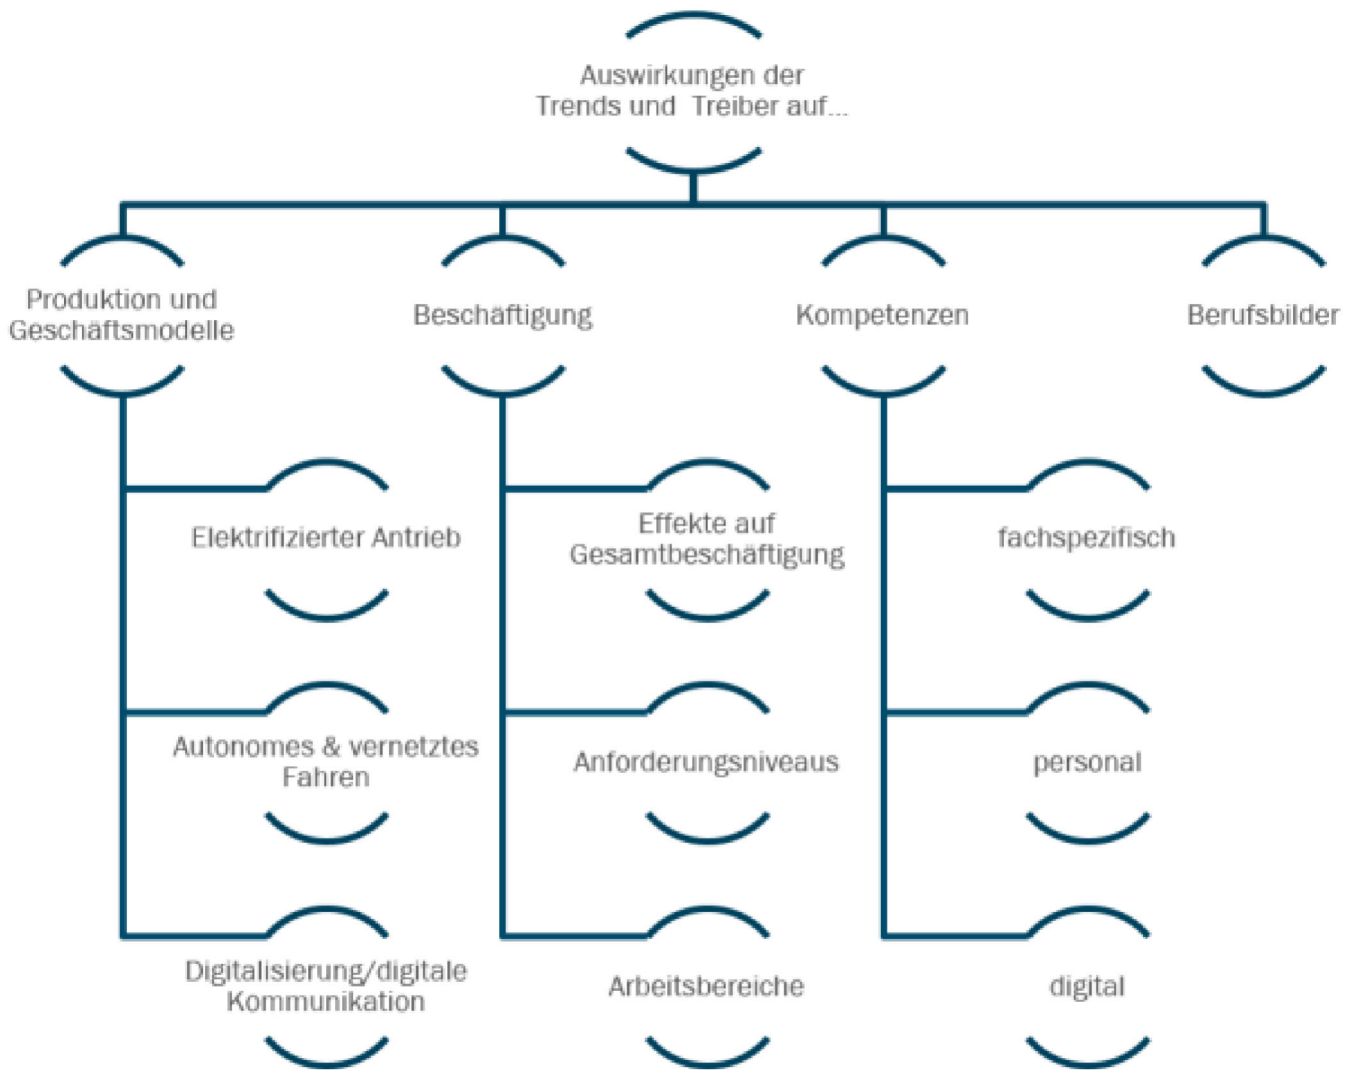 Auswirkungen der
Trends und Treiber auf...
Produktion und
Geschäftsmodelle
Beschäftigung
Kompetenzen
Berufsbilder
Elektrifizierter Antrieb
Effekte auf
Gesamtbeschäftigung
fachspezifisch
Autonomes & vernetztes
Fahren
Anforderungsniveaus
personal
Digitalisierung/digitale
Kommunikation
Arbeitsbereiche
digital